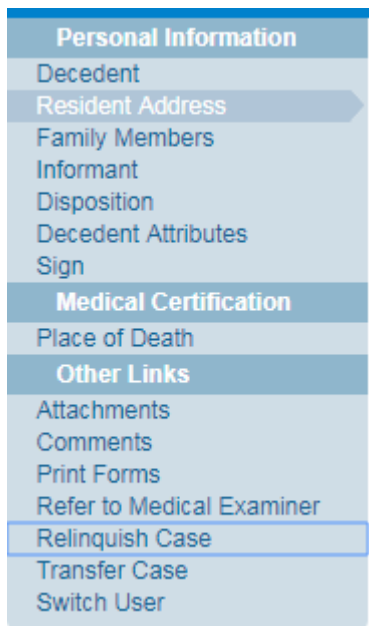 Personal Information
Decedent
Resident Address
Family Members
Informant
Disposition
Decedent Attributes
Sign
Medical Certification
Place of Death
Other Links
Attachments
Comments
Print Forms
Refer to Medical Examiner
Relinquish Case
Transfer Case
Switch User